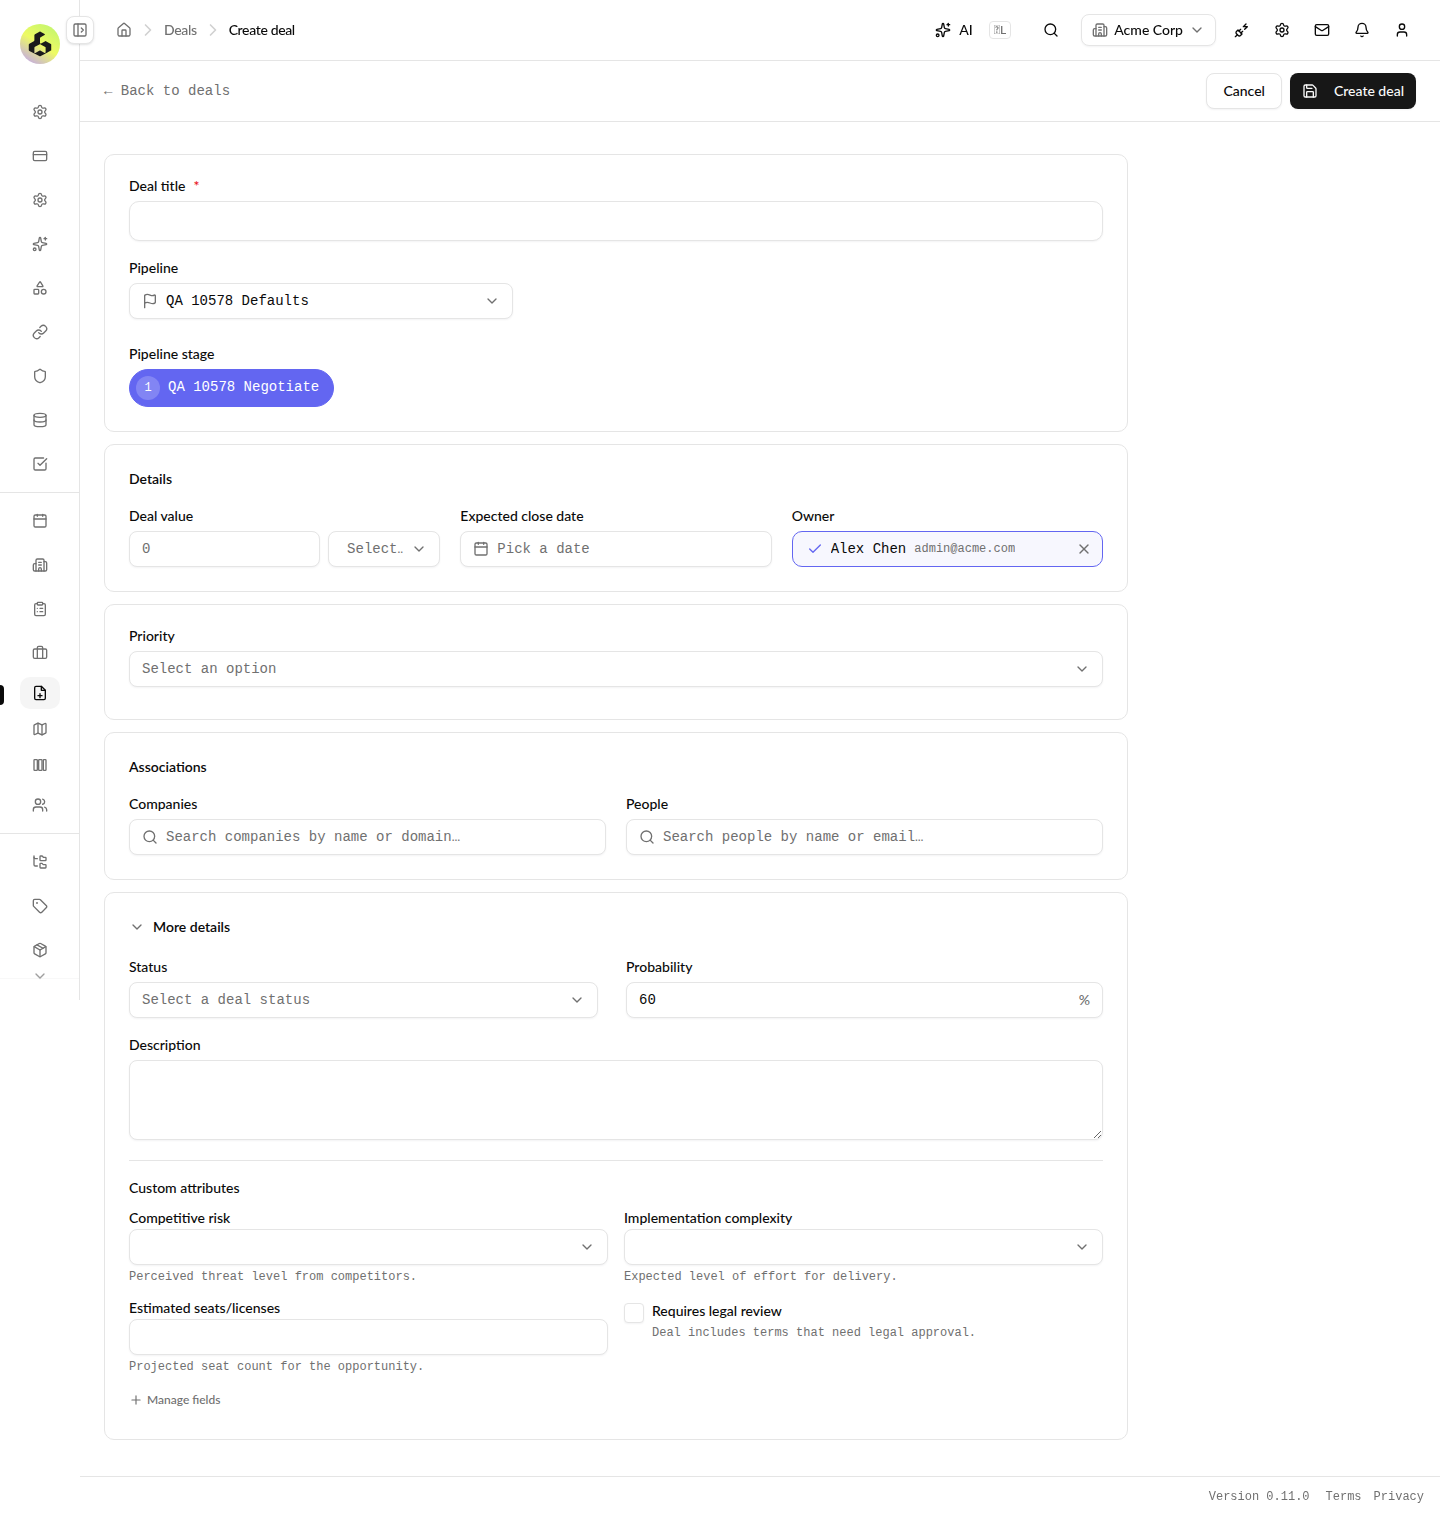 Deals
Create deal
AI
Acme Corp
← Back to deals
Cancel
Create deal
Deal title *
Pipeline
QA 10578 Defaults
Pipeline stage
1 QA 10578 Negotiate
Details
Deal value
Expected close date
Owner
0
Select…
Pick a date
Alex Chen admin@acme.com
Priority
Select an option
Associations
Companies
People
Search companies by name or domain…
Search people by name or email…
More details
Status
Probability
Select a deal status
60
%
Description
Custom attributes
Competitive risk
Implementation complexity
Perceived threat level from competitors.
Expected level of effort for delivery.
Estimated seats/licenses
Requires legal review
Deal includes terms that need legal approval.
Projected seat count for the opportunity.
Manage fields
Version 0.11.0
Terms
Privacy